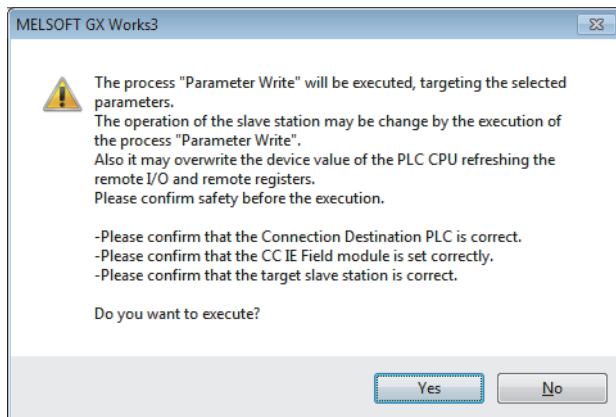 MELSOFT GX Works3
The process "Parameter Write" will be executed, targeting the selected
parameters.
The operation of the slave station may be change by the execution of
the process "Parameter Write".
Also it may overwrite the device value of the PLC CPU refreshing the
remote I/O and remote registers.
Please confirm safety before the execution.
-Please confirm that the Connection Destination PLC is correct.
-Please confirm that the CC IE Field module is set correctly.
-Please confirm that the target slave station is correct.
Do you want to execute?
Yes
No